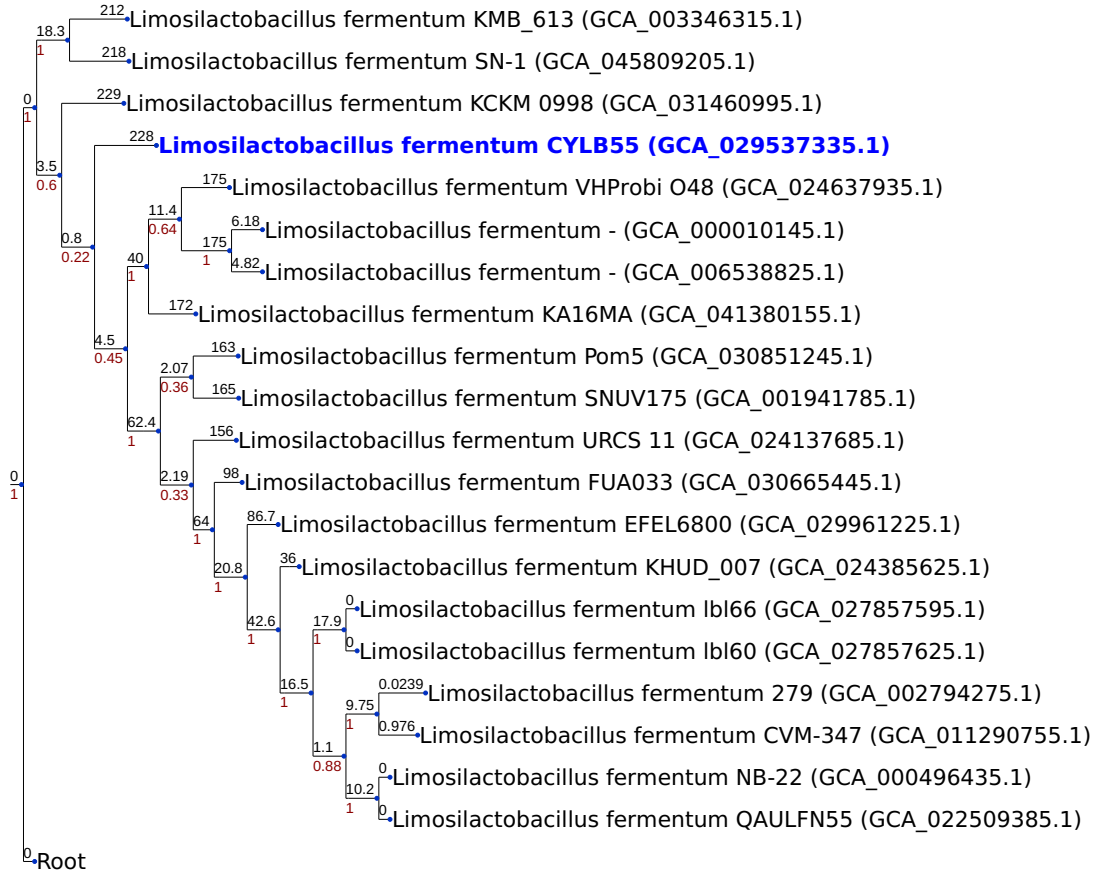 212 Limosilactobacillus fermentum KMB_613 (GCA_003346315.1)
18.3
1
218 Limosilactobacillus fermentum SN-1 (GCA_045809205.1)
0
1
229 Limosilactobacillus fermentum KCKM 0998 (GCA_031460995.1)
228 Limosilactobacillus fermentum CYLB55 (GCA_029537335.1)
3.5
0.6
175 Limosilactobacillus fermentum VHProbi O48 (GCA_024637935.1)
11.4
0.64
6.18 Limosilactobacillus fermentum - (GCA_000010145.1)
0.8
0.22
175
1
4.82 Limosilactobacillus fermentum - (GCA_006538825.1)
40
1
172 Limosilactobacillus fermentum KA16MA (GCA_041380155.1)
4.5
0.45
163 Limosilactobacillus fermentum Pom5 (GCA_030851245.1)
2.07
0.36
165 Limosilactobacillus fermentum SNUV175 (GCA_001941785.1)
62.4
1
156 Limosilactobacillus fermentum URCS 11 (GCA_024137685.1)
0
1
2.19
0.33
98 Limosilactobacillus fermentum FUA033 (GCA_030665445.1)
64
1
86.7 Limosilactobacillus fermentum EFEL6800 (GCA_029961225.1)
20.8
1
36 Limosilactobacillus fermentum KHUD_007 (GCA_024385625.1)
0 Limosilactobacillus fermentum lbl66 (GCA_027857595.1)
42.6
1
17.9
1
0 Limosilactobacillus fermentum lbl60 (GCA_027857625.1)
16.5
1
0.0239 Limosilactobacillus fermentum 279 (GCA_002794275.1)
9.75
1
0.976 Limosilactobacillus fermentum CVM-347 (GCA_011290755.1)
1.1
0.88
0 Limosilactobacillus fermentum NB-22 (GCA_000496435.1)
10.2
1
0 Limosilactobacillus fermentum QAULFN55 (GCA_022509385.1)
0 Root